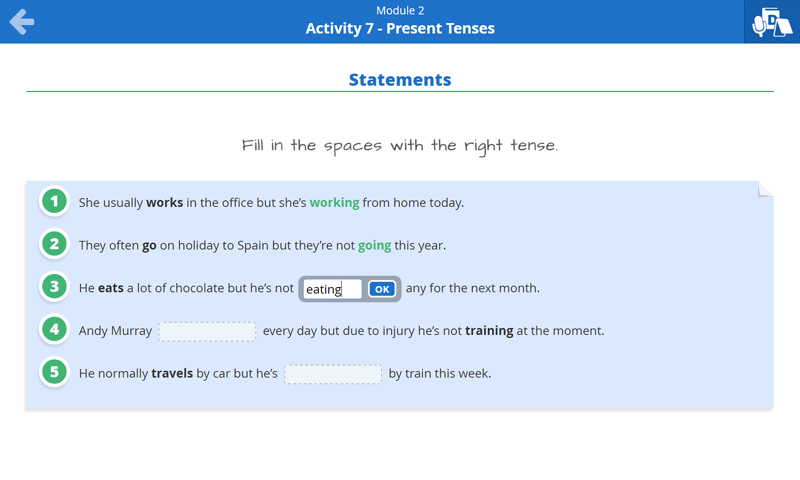 Module 2
Activity 7 - Present Tenses
D
Statements
Fill in the spaces with the right tense.
1 She usually works in the office but she's working from home today.
2 They often go on holiday to Spain but they're not going this year.
3 He eats a lot of chocolate but he's not eating OK any for the next month.
4 Andy Murray every day but due to injury he's not training at the moment.
5 He normally travels by car but he's by train this week.